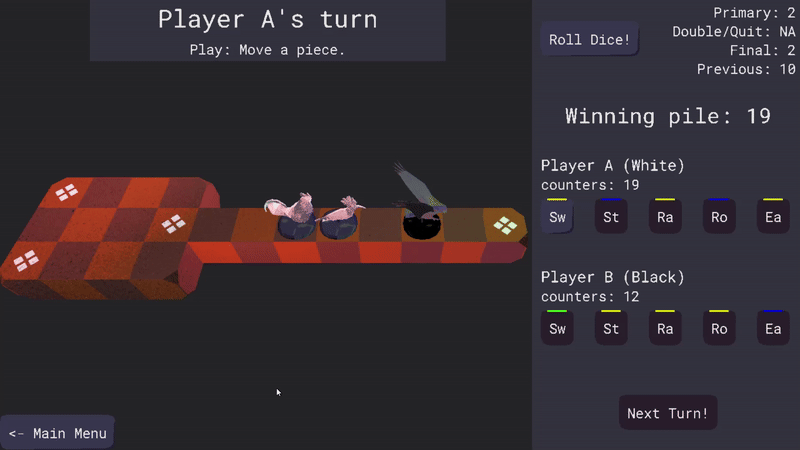 Player A's turn
Play: Move a piece.
Roll Dice!
Primary: 2
Double/Quit: NA
Final: 2
Previous: 10
Winning pile: 19
Player A (White)
counters: 19
Sw St Ra Ro Ea
Player B (Black)
counters: 12
Sw St Ra Ro Ea
Next Turn!
<- Main Menu